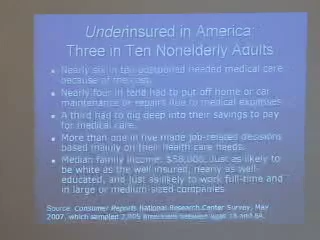 Underinsured in America:
Three in Ten Nonelderly Adults
Nearly six in ten postponed needed medical care
because of the cost.
Nearly four in tend had to put off home or car
maintenance or repairs due to medical expenses.
A third had to dig deep into their savings to pay
for medical care.
More than one in five made job-related decisions
based mainly on their health care needs.
Median family income: $58,000. Just as likely to
be white as the well insured, nearly as well-
educated, and just as likely to work full-time and
in large or medium-sized companies
Source: Consumer Reports National Research Center Survey, May
2007, which sampled 2,905 Americans between ages 18 and 64.